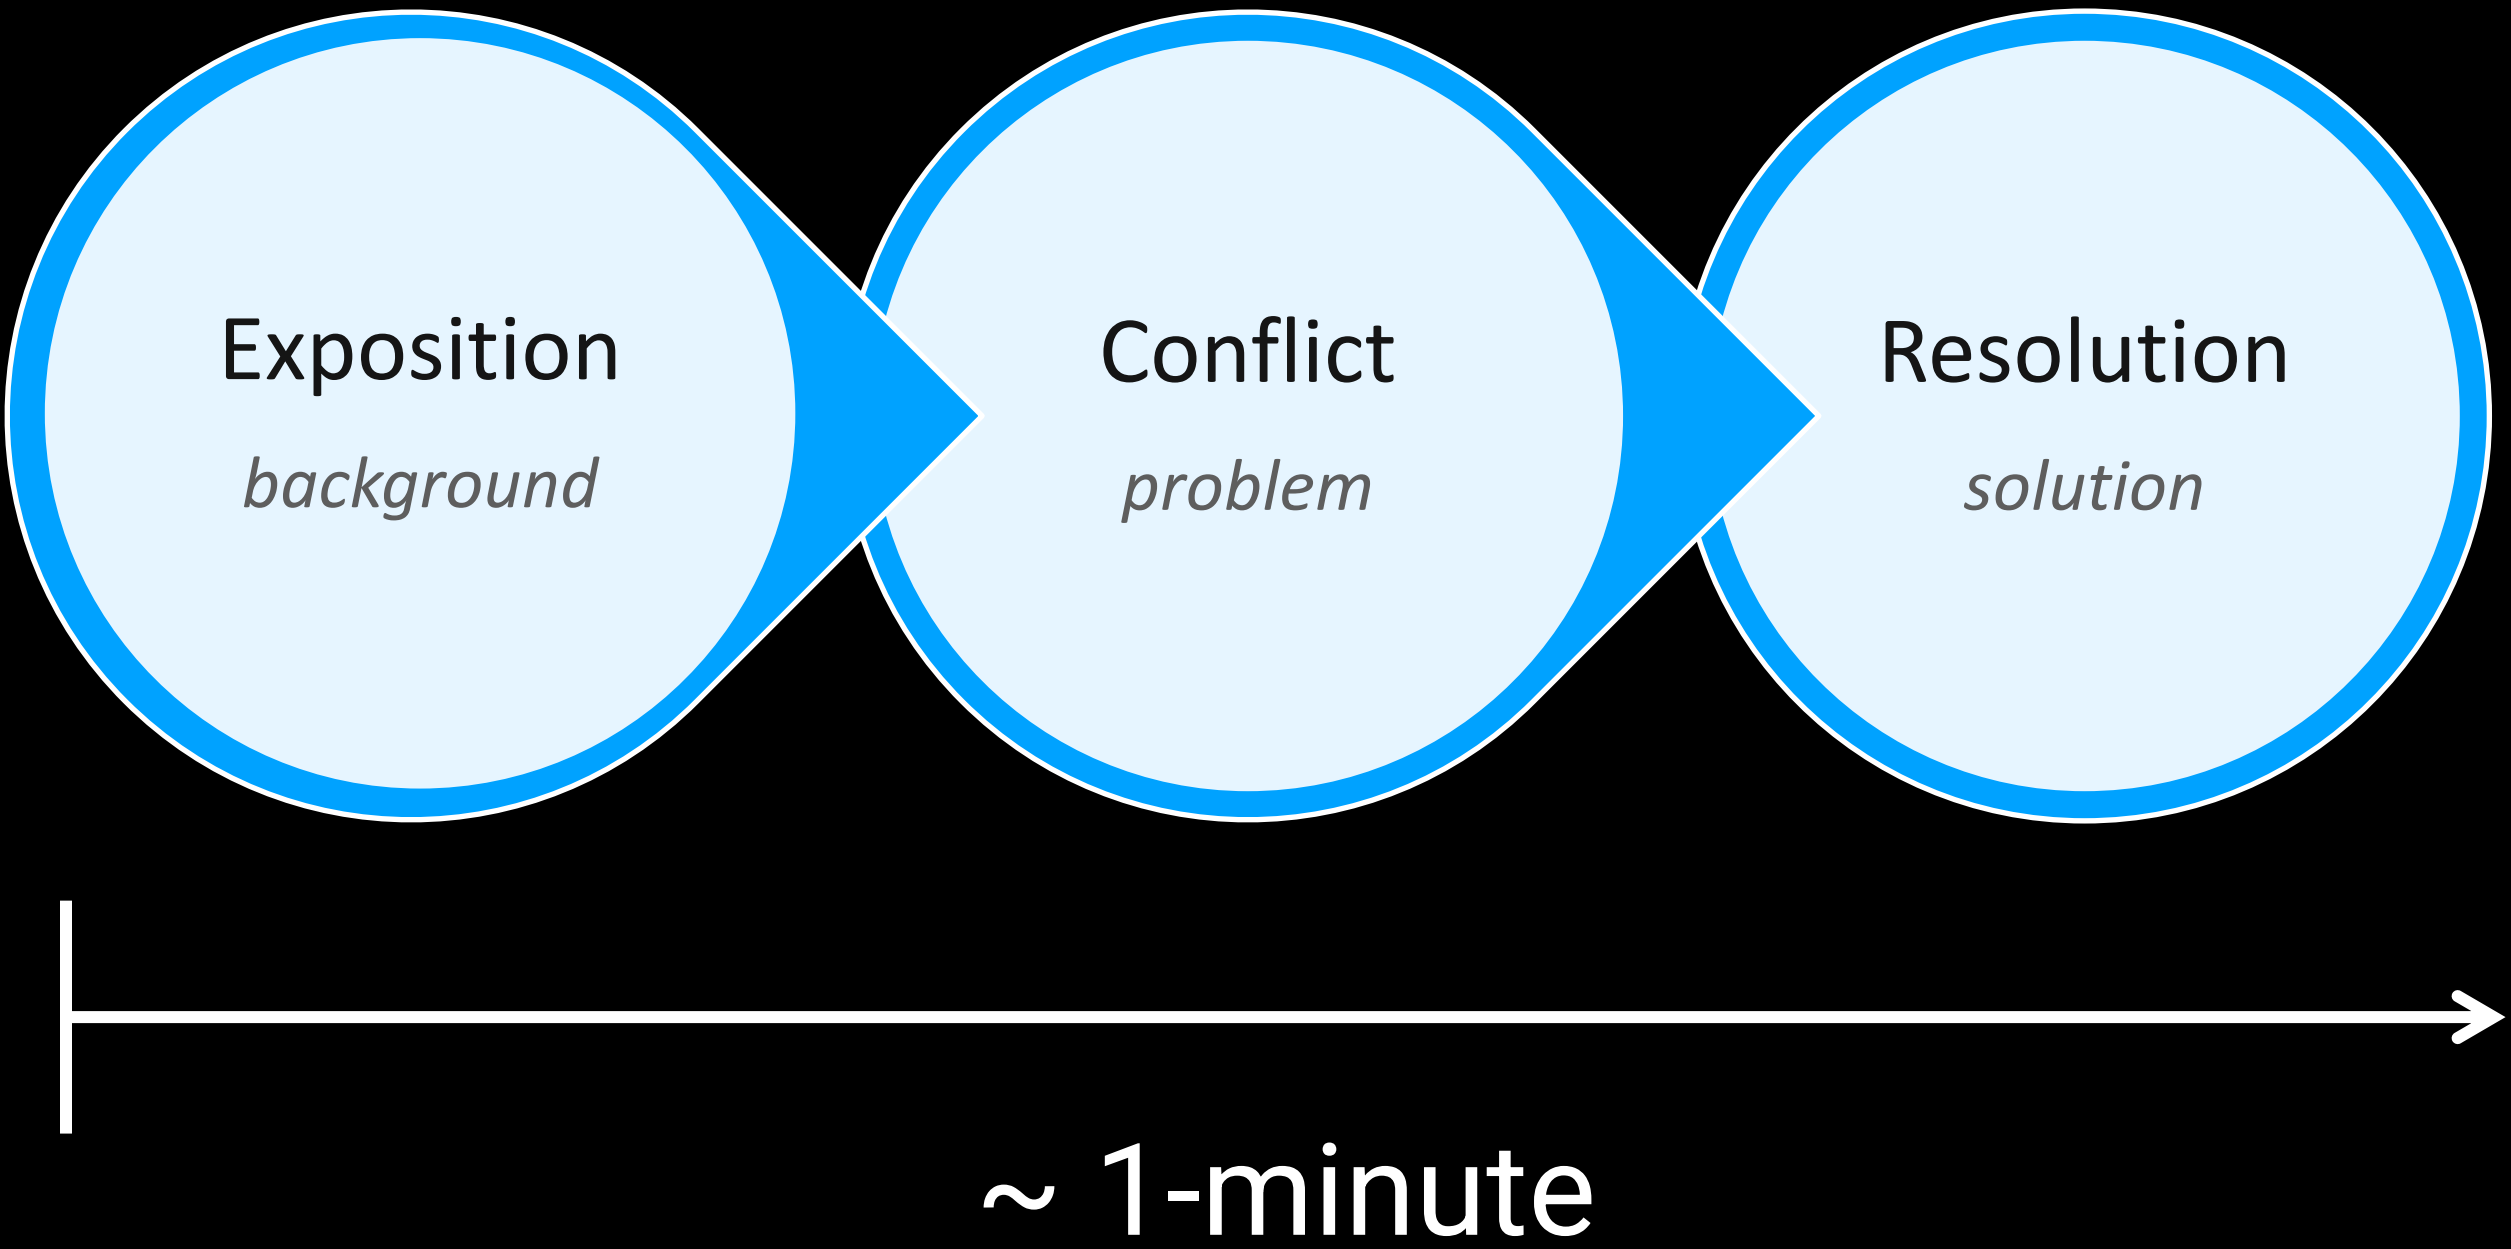 Exposition
background
Conflict
problem
Resolution
solution
~ 1-minute